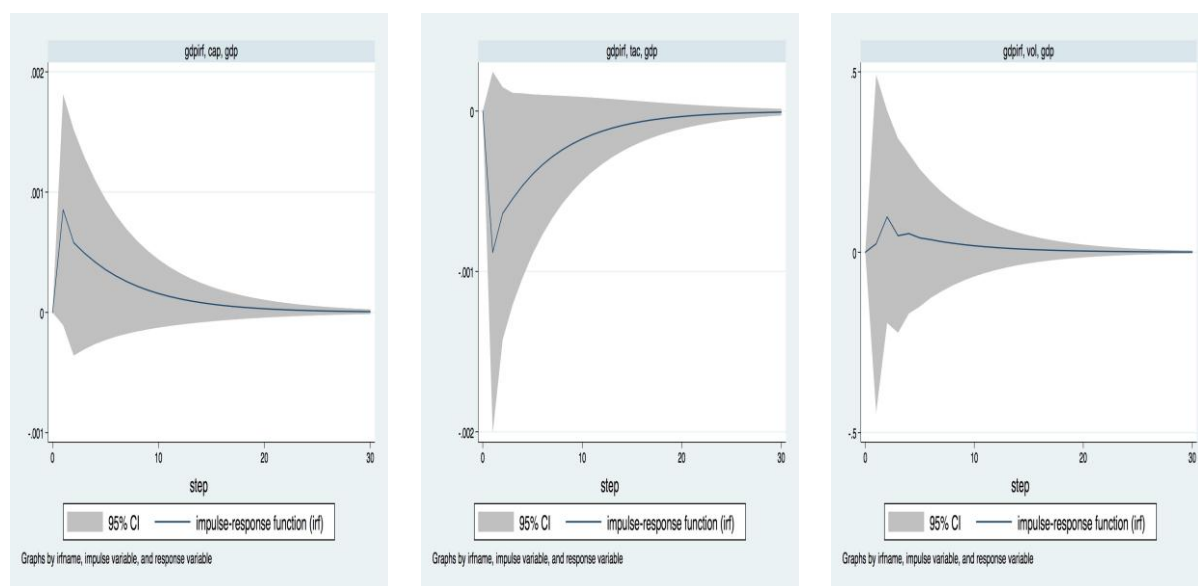 gdpirf, cap, gdp
.002
.001
0
-.001
0
10
20
30
step
95% CI
impulse-response function (irf)
Graphs by irfname, impulse variable, and response variable
gdpirf, tac, gdp
0
-.001
-.002
0
10
20
30
step
95% CI
impulse-response function (irf)
Graphs by irfname, impulse variable, and response variable
gdpirf, vol, gdp
.5
0
-.5
0
10
20
30
step
95% CI
impulse-response function (irf)
Graphs by irfname, impulse variable, and response variable